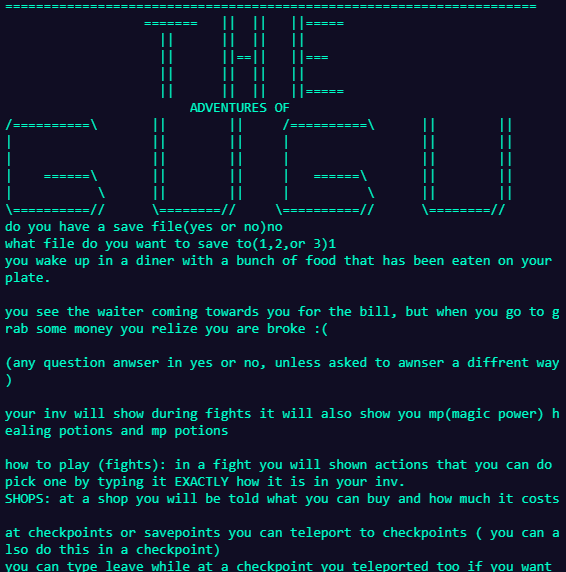 THE
ADVENTURES OF
GUGU
do you have a save file(yes or no)no
what file do you want to save to(1,2,or 3)1
you wake up in a diner with a bunch of food that has been eaten on your
plate.
you see the waiter coming towards you for the bill, but when you go to g
rab some money you relize you are broke :(
(any question anwser in yes or no, unless asked to awnser a diffrent way
)
your inv will show during fights it will also show you mp(magic power) h
ealing potions and mp potions
how to play (fights): in a fight you will shown actions that you can do
pick one by typing it EXACTLY how it is in your inv.
SHOPS: at a shop you will be told what you can buy and how much it costs
at checkpoints or savepoints you can teleport to checkpoints ( you can a
lso do this in a checkpoint)
you can type leave while at a checkpoint you teleported too if you want